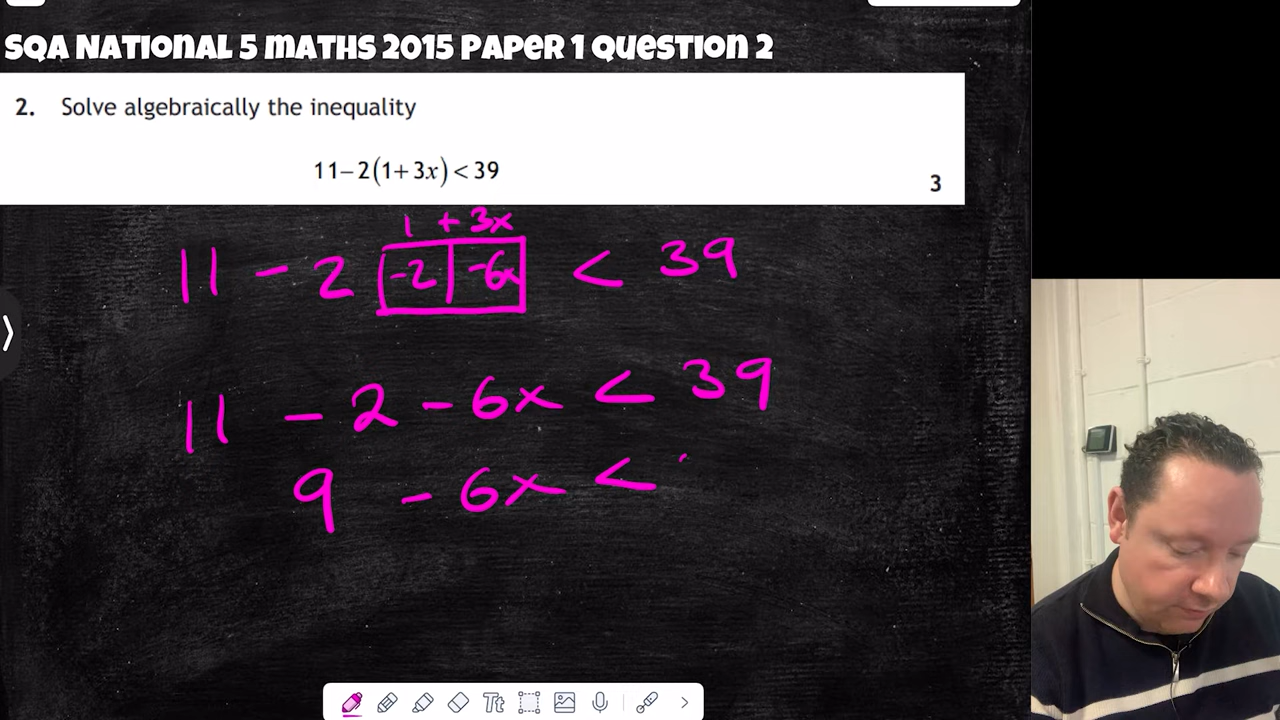 SQA National 5 Maths 2015 Paper 1 Question 2
2. Solve algebraically the inequality
11−2(1+3x)<39
3
1 + 3x
11 − 2 -2 -6x < 39
11 − 2 − 6x < 39
9 − 6x <
Tt